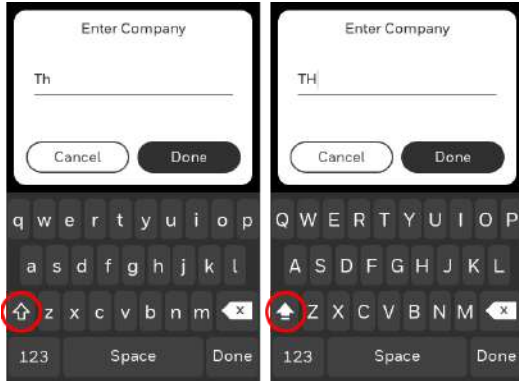 Enter Company
Th
Cancel Done
q w e r t y u i o p
a s d f g h j k l
z x c v b n m x
123 Space Done
Enter Company
TH
Cancel Done
Q W E R T Y U I O P
A S D F G H J K L
Z X C V B N M x
123 Space Done